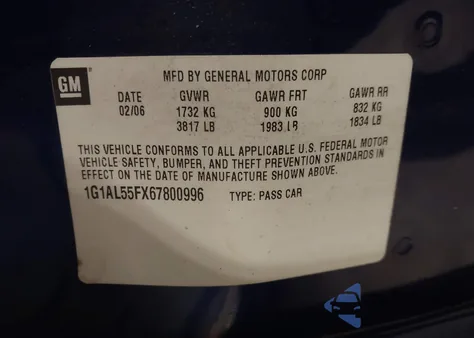 GM
MFD BY GENERAL MOTORS CORP
DATE GVWR GAWR FRT GAWR RR
02/06 1732 KG 900 KG 832 KG
3817 LB 1983 LB 1834 LB
THIS VEHICLE CONFORMS TO ALL APPLICABLE U.S. FEDERAL MOTOR
VEHICLE SAFETY, BUMPER, AND THEFT PREVENTION STANDARDS IN
EFFECT ON THE DATE OF MANUFACTURE SHOWN ABOVE.
1G1AL55FX67800996 TYPE: PASS CAR